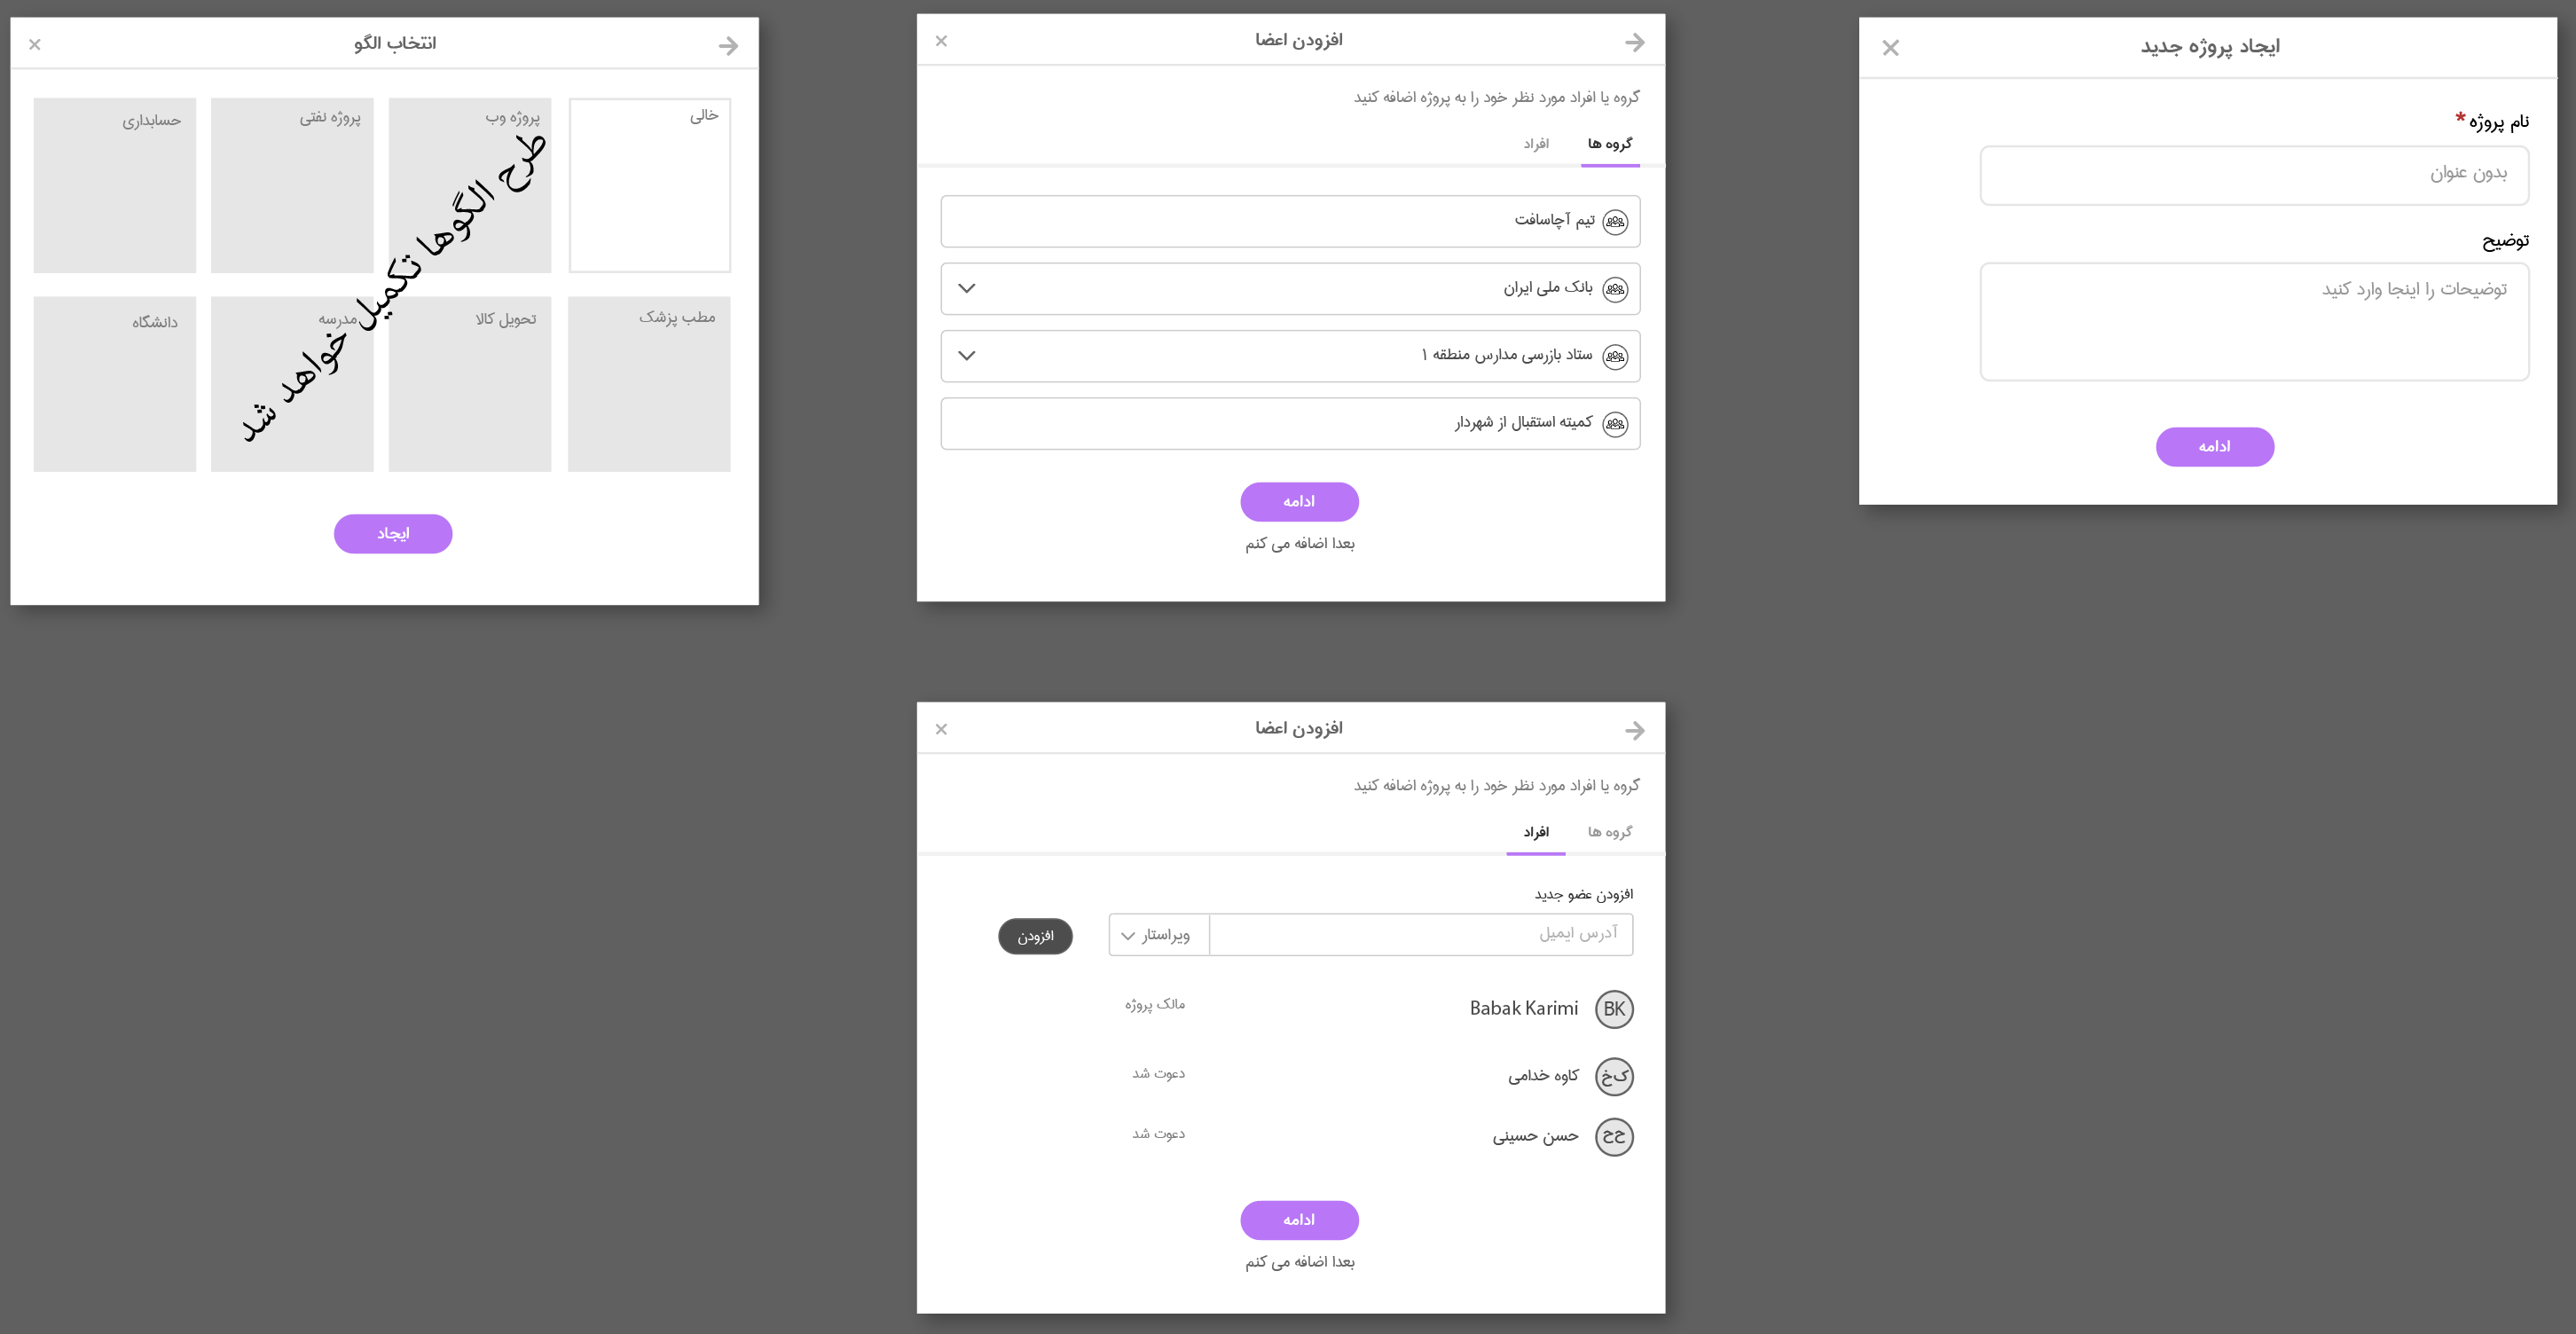 ایجاد پروژه جدید
نام پروژه *
بدون عنوان
توضیح
توضیحات را اینجا وارد کنید
ادامه
افزودن اعضا
گروه یا افراد مورد نظر خود را به پروژه اضافه کنید
گروه ها
افراد
تیم آچاسافت
بانک ملی ایران
ستاد بازرسی مدارس منطقه ۱
کمیته استقبال از شهردار
ادامه
بعدا اضافه می کنم
انتخاب الگو
خالی
پروژه وب
پروژه نفتی
حسابداری
مطب پزشک
تحویل کالا
مدرسه
دانشگاه
طرح الگوها تکمیل خواهد شد
ایجاد
افزودن اعضا
گروه یا افراد مورد نظر خود را به پروژه اضافه کنید
گروه ها
افراد
افزودن عضو جدید
آدرس ایمیل
ویراستار
افزودن
BK Babak Karimi مالک پروژه
ک‌خ کاوه خدامی دعوت شد
ح‌ح حسن حسینی دعوت شد
ادامه
بعدا اضافه می کنم